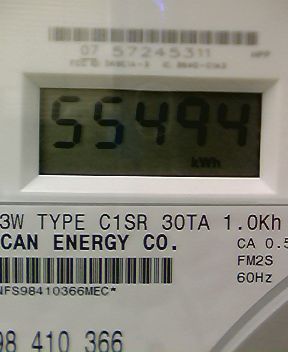 07 57245311
55494
kWh
3W TYPE C1SR 30TA 1.0Kh
CAN ENERGY CO.
CA 0.5
FM2S
60Hz
NFS98410366MEC*
98 410 366